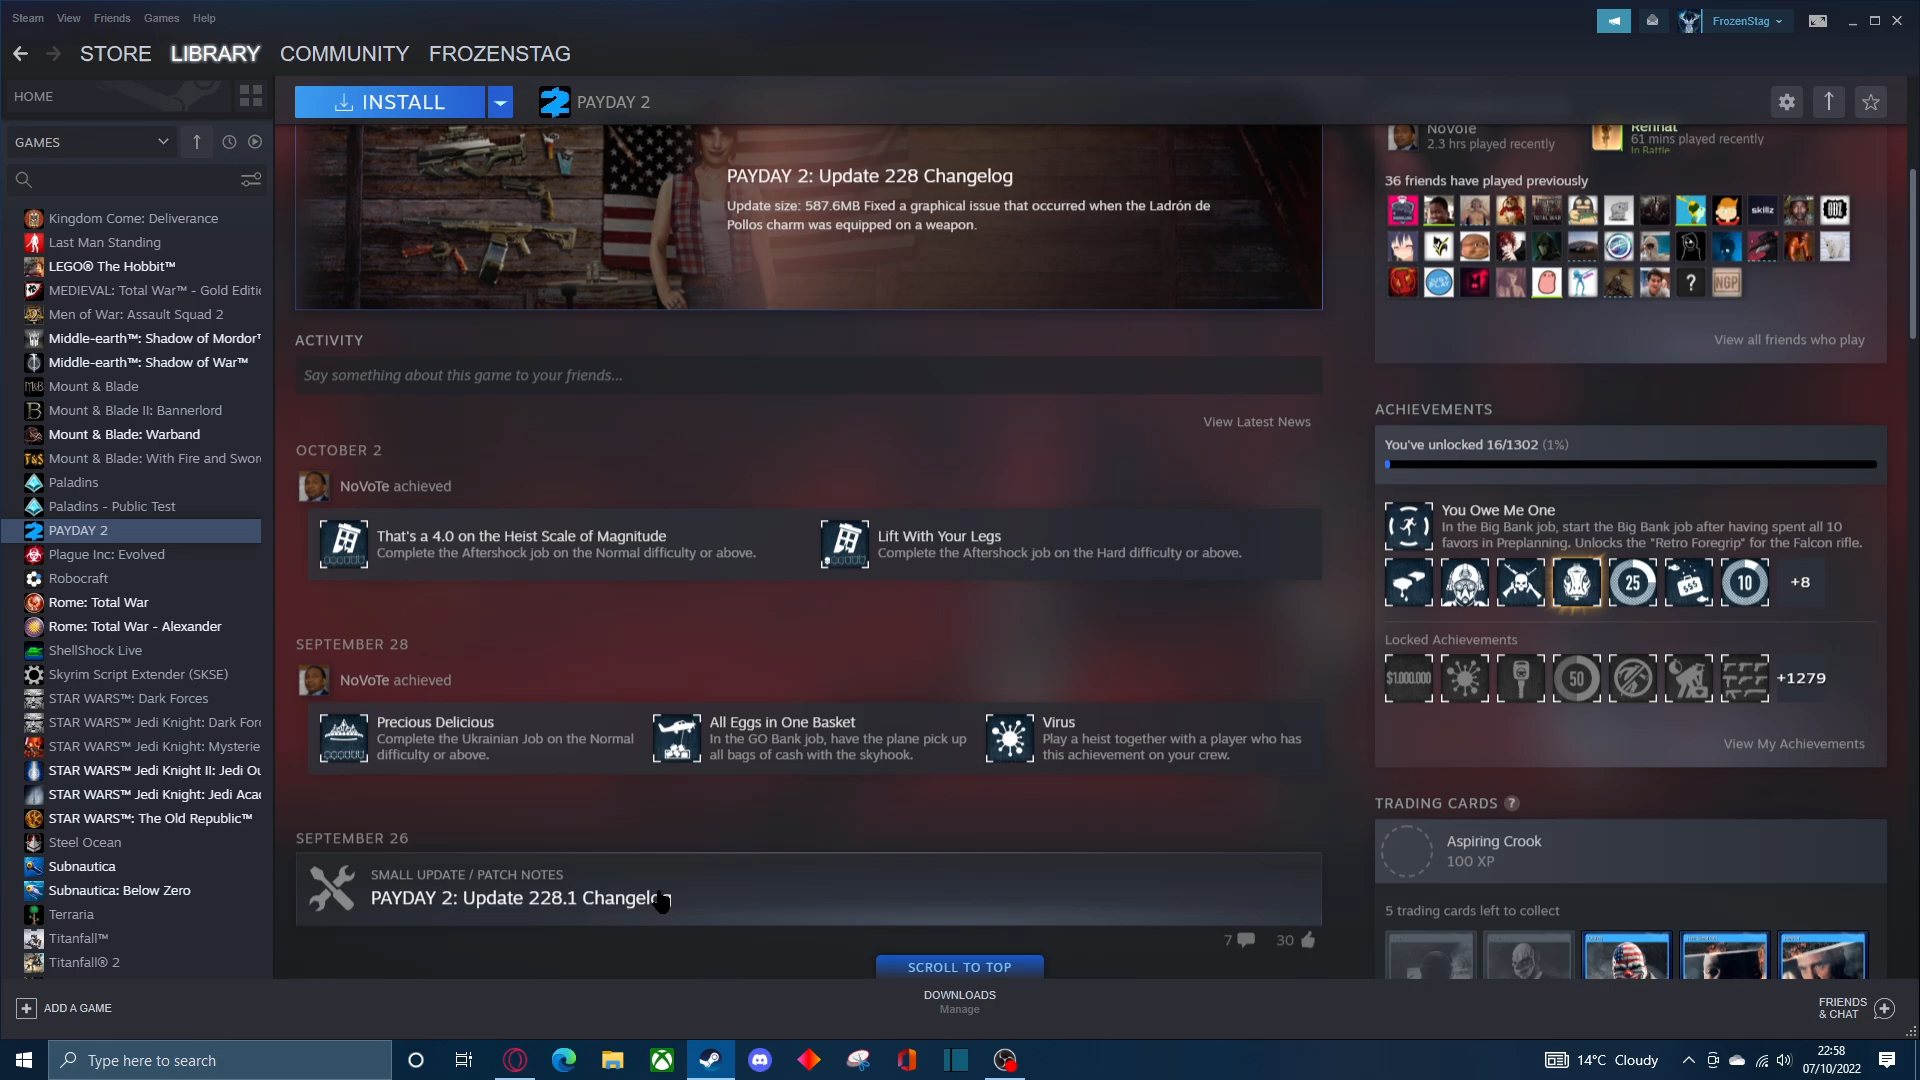 Steam View Friends Games Help
FrozenStag
STORE LIBRARY COMMUNITY FROZENSTAG
HOME
INSTALL
PAYDAY 2
GAMES
Kingdom Come: Deliverance
Last Man Standing
LEGO® The Hobbit™
MEDIEVAL: Total War™ - Gold Editi
Men of War: Assault Squad 2
Middle-earth™: Shadow of Mordor™
Middle-earth™: Shadow of War™
Mount & Blade
Mount & Blade II: Bannerlord
Mount & Blade: Warband
Mount & Blade: With Fire and Swor
Paladins
Paladins - Public Test
PAYDAY 2
Plague Inc: Evolved
Robocraft
Rome: Total War
Rome: Total War - Alexander
ShellShock Live
Skyrim Script Extender (SKSE)
STAR WARS™: Dark Forces
STAR WARS™ Jedi Knight: Dark For
STAR WARS™ Jedi Knight: Mysterie
STAR WARS™ Jedi Knight II: Jedi Ou
STAR WARS™ Jedi Knight: Jedi Aca
STAR WARS™: The Old Republic™
Steel Ocean
Subnautica
Subnautica: Below Zero
Terraria
Titanfall™
Titanfall® 2
ADD A GAME
PAYDAY 2: Update 228 Changelog
Update size: 587.6MB Fixed a graphical issue that occurred when the Ladrón de
Pollos charm was equipped on a weapon.
ACTIVITY
Say something about this game to your friends...
View Latest News
OCTOBER 2
NoVoTe achieved
That's a 4.0 on the Heist Scale of Magnitude
Complete the Aftershock job on the Normal difficulty or above.
Lift With Your Legs
Complete the Aftershock job on the Hard difficulty or above.
SEPTEMBER 28
NoVoTe achieved
Precious Delicious
Complete the Ukrainian Job on the Normal
difficulty or above.
All Eggs in One Basket
In the GO Bank job, have the plane pick up
all bags of cash with the skyhook.
Virus
Play a heist together with a player who has
this achievement on your crew.
SEPTEMBER 26
SMALL UPDATE / PATCH NOTES
PAYDAY 2: Update 228.1 Changelog
7 30
SCROLL TO TOP
DOWNLOADS
Manage
NoVoTe
2.3 hrs played recently
61 mins played recently
In Battle
36 friends have played previously
skillz
?
NGP
View all friends who play
ACHIEVEMENTS
You've unlocked 16/1302 (1%)
You Owe Me One
In the Big Bank job, start the Big Bank job after having spent all 10
favors in Preplanning. Unlocks the "Retro Foregrip" for the Falcon rifle.
25 $$$ 10 +8
Locked Achievements
$1.000.000 50 +1279
View My Achievements
TRADING CARDS ?
Aspiring Crook
100 XP
5 trading cards left to collect
FRIENDS
& CHAT
Type here to search
14°C Cloudy
22:58
07/10/2022